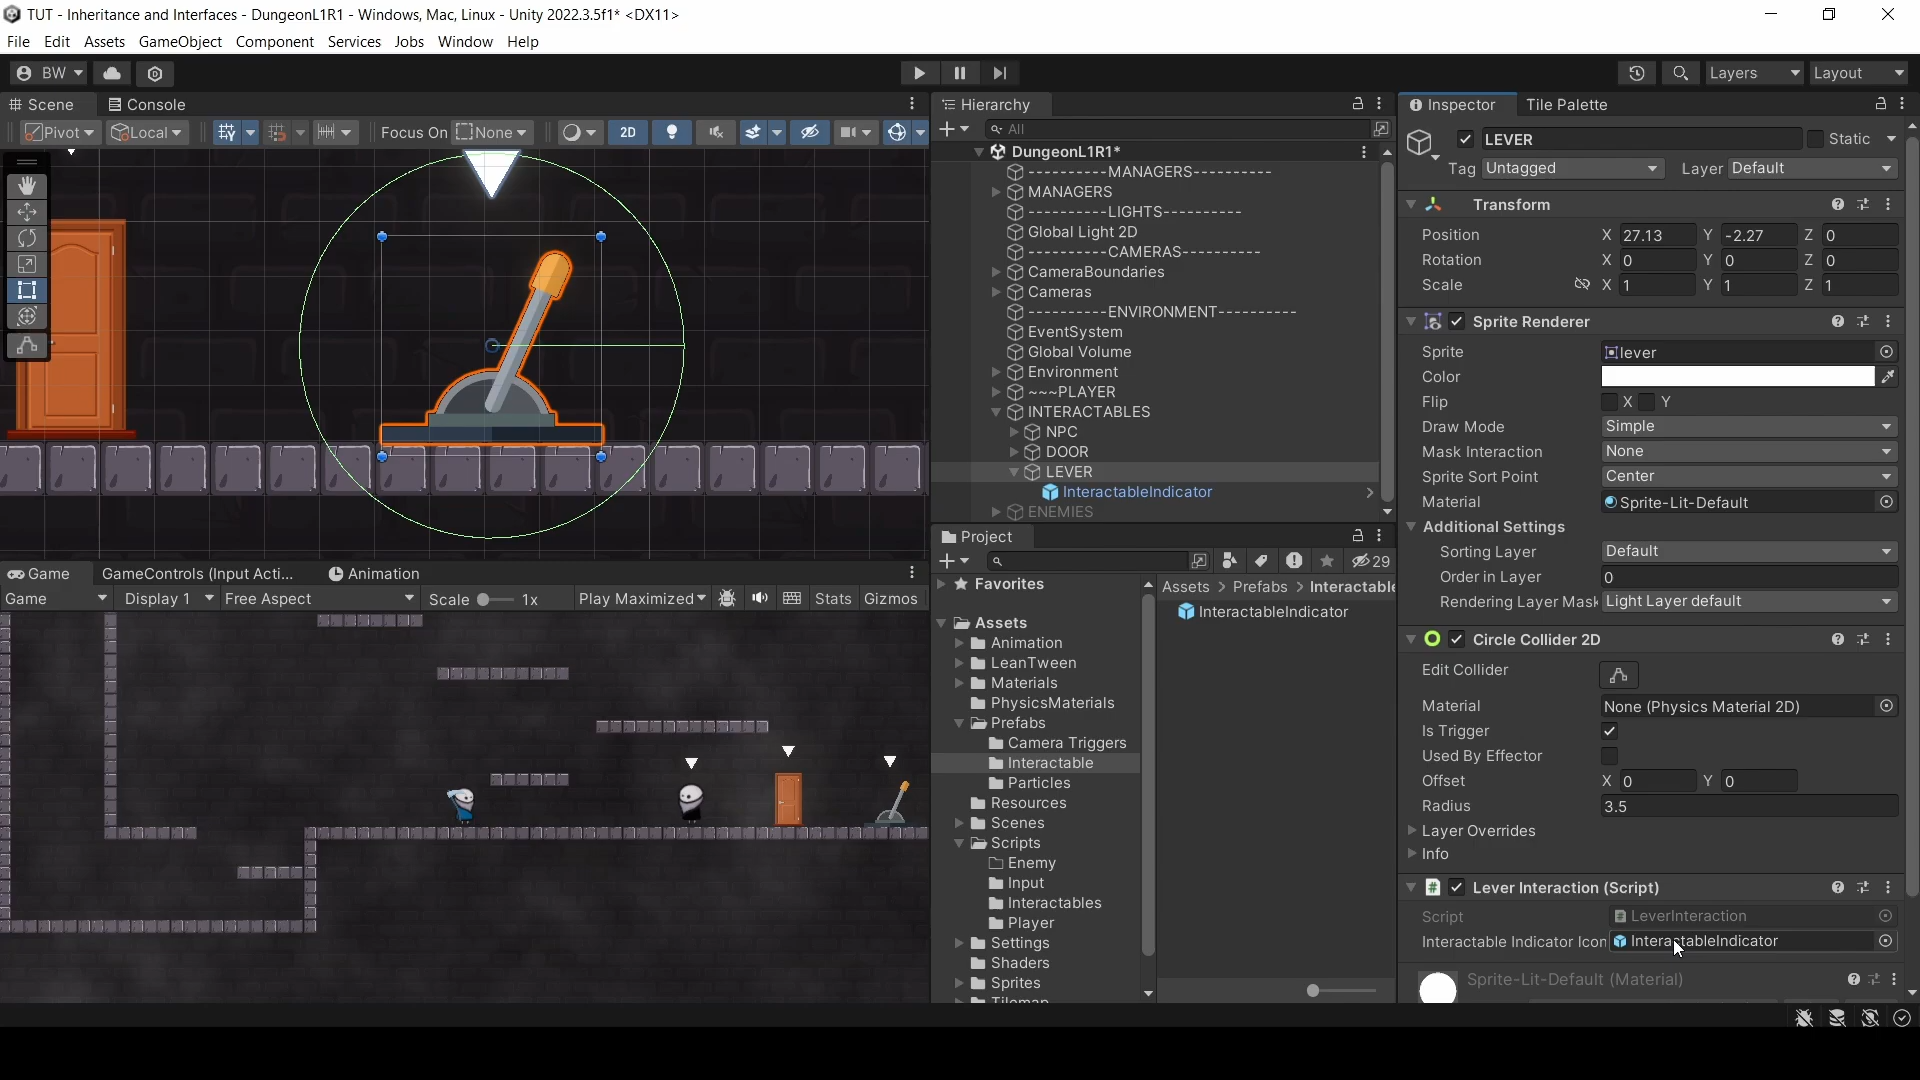 TUT - Inheritance and Interfaces - DungeonL1R1 - Windows, Mac, Linux - Unity 2022.3.5f1* <DX11>
File Edit Assets GameObject Component Services Jobs Window Help
BW Layers Layout
Scene Console
Pivot Local Focus On None 2D
Game GameControls (Input Acti... Animation
Game Display 1 Free Aspect Scale 1x Play Maximized Stats Gizmos
Hierarchy
All
DungeonL1R1*
----------MANAGERS----------
MANAGERS
----------LIGHTS----------
Global Light 2D
----------CAMERAS----------
CameraBoundaries
Cameras
----------ENVIRONMENT----------
EventSystem
Global Volume
Environment
~~~PLAYER
INTERACTABLES
NPC
DOOR
LEVER
InteractableIndicator
ENEMIES
Project
29
Favorites
Assets
Animation
LeanTween
Materials
PhysicsMaterials
Prefabs
Camera Triggers
Interactable
Particles
Resources
Scenes
Scripts
Enemy
Input
Interactables
Player
Settings
Shaders
Sprites
Assets > Prefabs > Interactable
InteractableIndicator
Inspector Tile Palette
LEVER Static
Tag Untagged Layer Default
Transform
Position X 27.13 Y -2.27 Z 0
Rotation X 0 Y 0 Z 0
Scale X 1 Y 1 Z 1
Sprite Renderer
Sprite lever
Color
Flip X Y
Draw Mode Simple
Mask Interaction None
Sprite Sort Point Center
Material Sprite-Lit-Default
Additional Settings
Sorting Layer Default
Order in Layer 0
Rendering Layer Mask Light Layer default
Circle Collider 2D
Edit Collider
Material None (Physics Material 2D)
Is Trigger
Used By Effector
Offset X 0 Y 0
Radius 3.5
Layer Overrides
Info
Lever Interaction (Script)
Script LeverInteraction
Interactable Indicator Icon InteractableIndicator
Sprite-Lit-Default (Material)